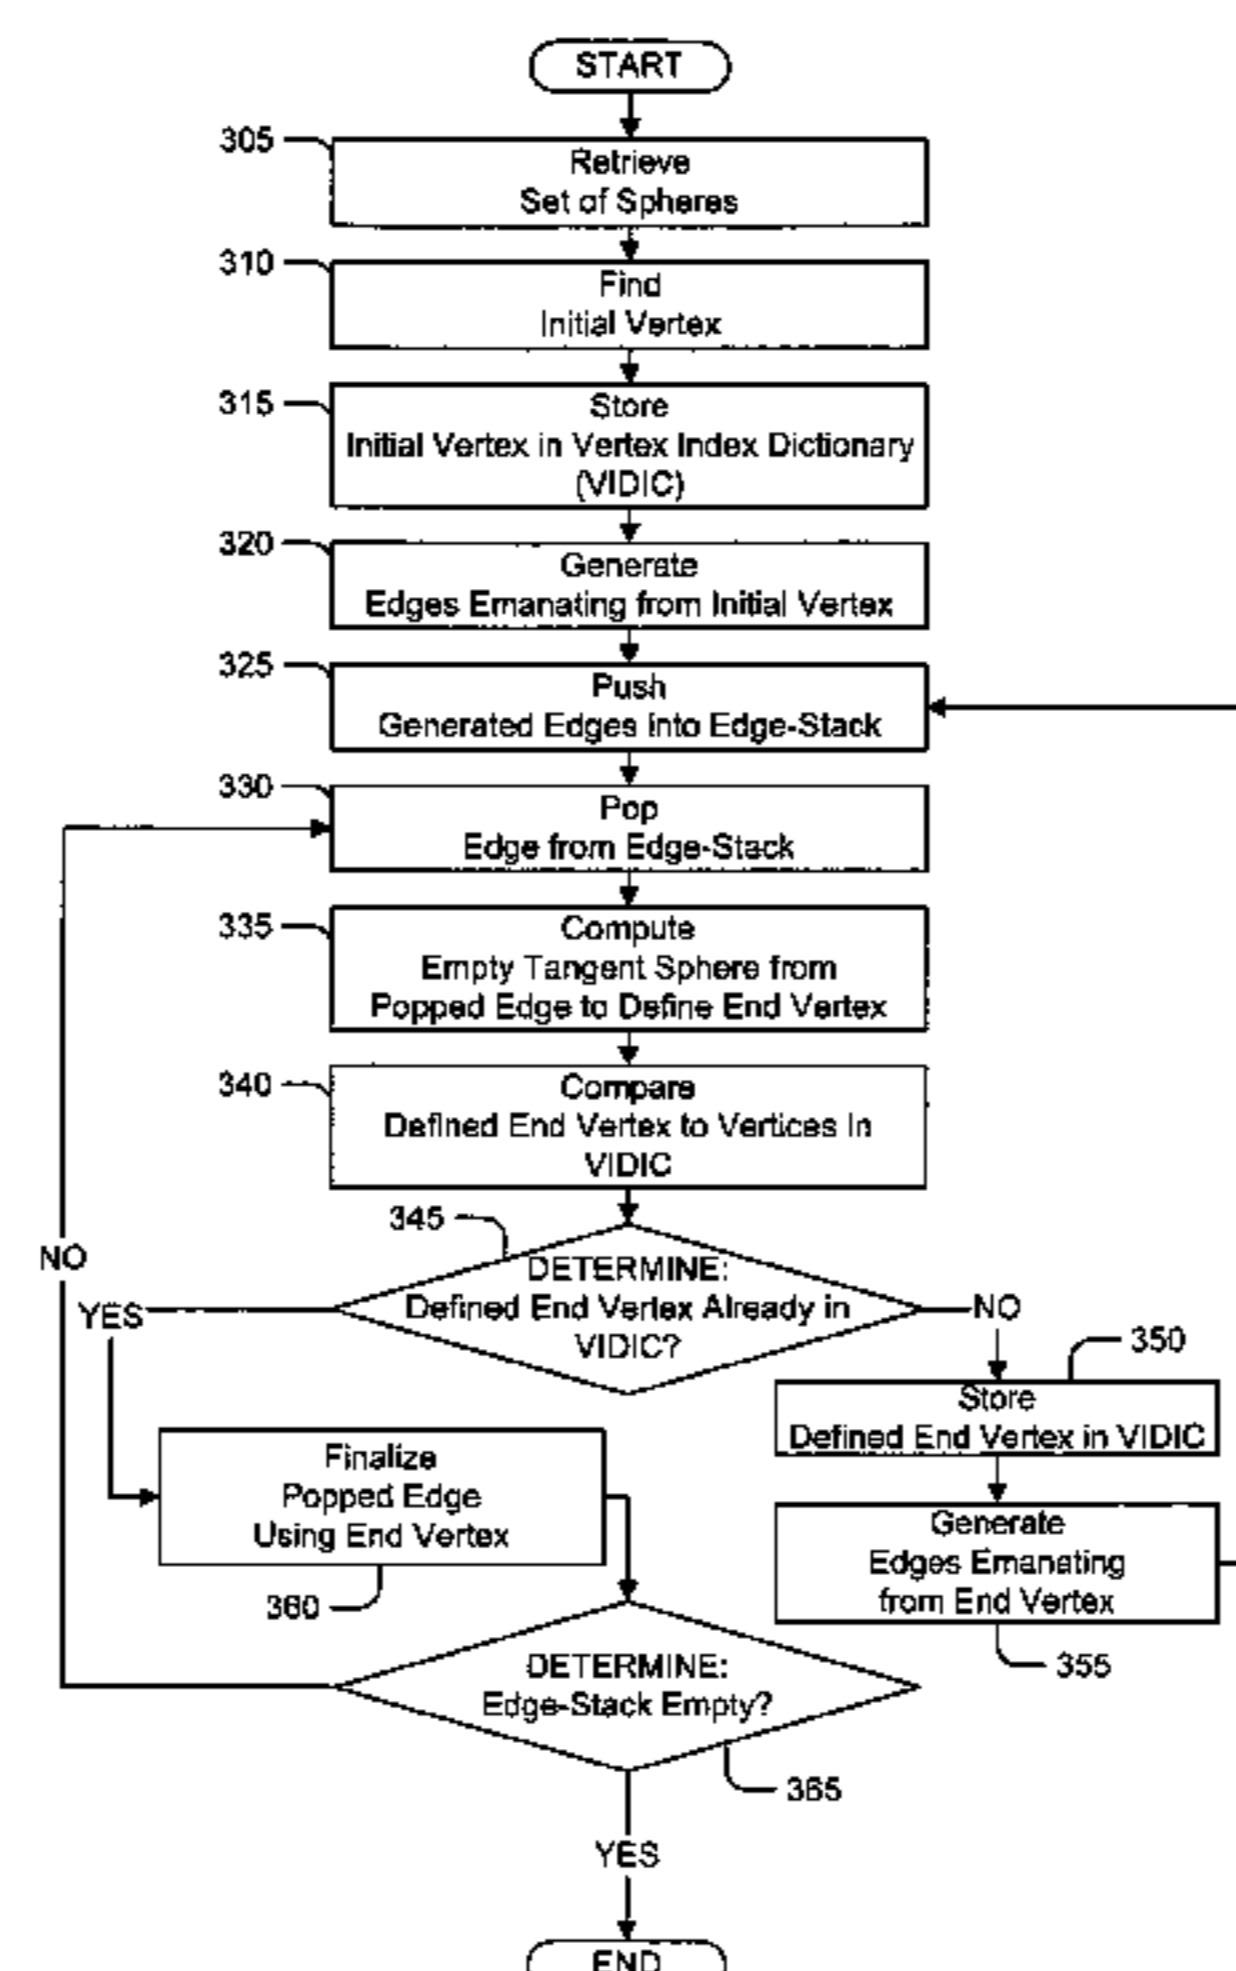 START
305
Retrieve
Set of Spheres
310
Find
Initial Vertex
315
Store
Initial Vertex in Vertex Index Dictionary
(VIDIC)
320
Generate
Edges Emanating from Initial Vertex
325
Push
Generated Edges into Edge-Stack
330
Pop
Edge from Edge-Stack
335
Compute
Empty Tangent Sphere from
Popped Edge to Define End Vertex
340
Compare
Defined End Vertex to Vertices in
VIDIC
345
DETERMINE:
Defined End Vertex Already in
VIDIC?
NO
YES
NO
350
Store
Defined End Vertex in VIDIC
Finalize
Popped Edge
Using End Vertex
360
Generate
Edges Emanating
from End Vertex
355
DETERMINE:
Edge-Stack Empty?
365
YES
END